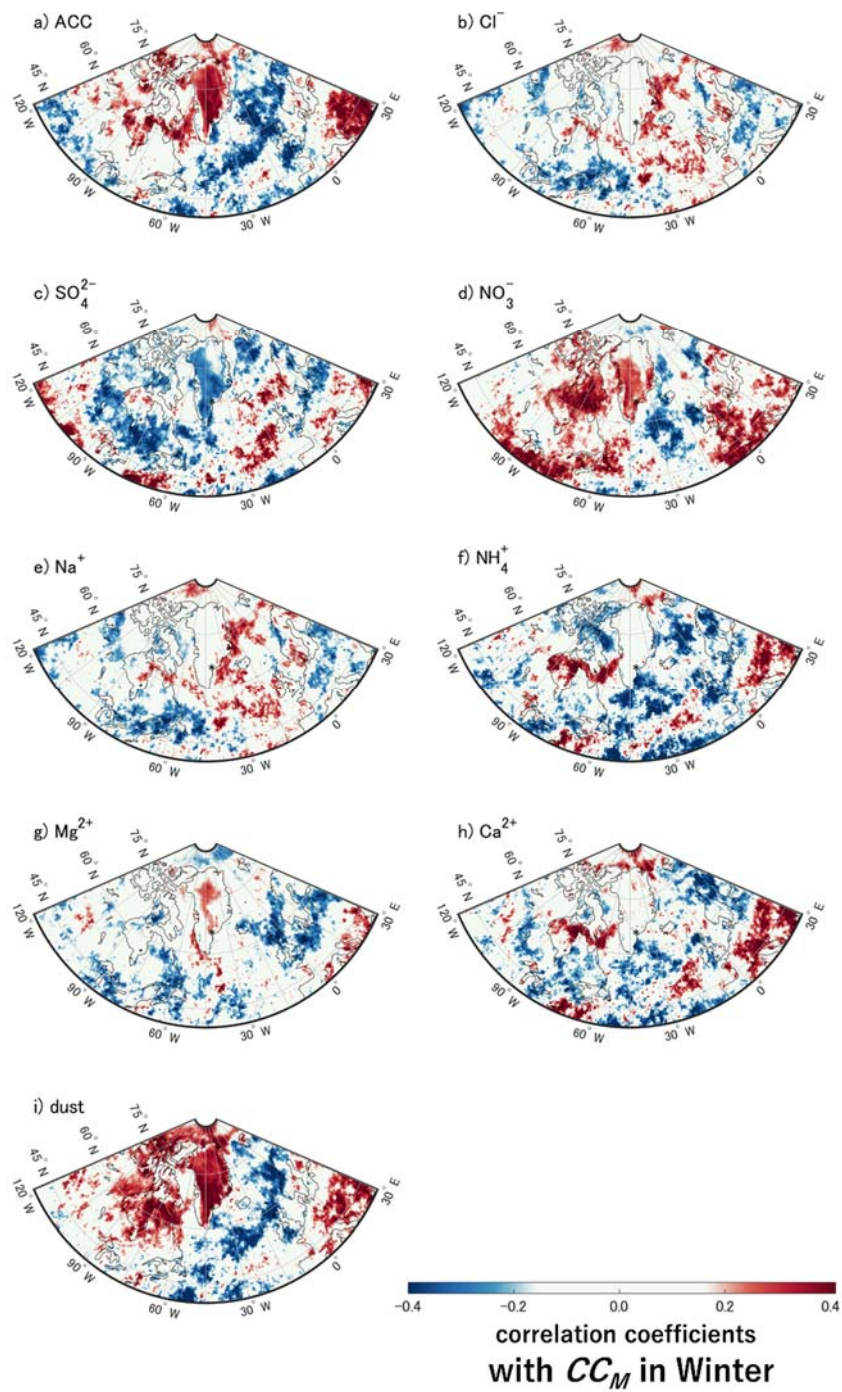 a) ACC
b) Cl⁻
75° N
60° N
45° N
120° W
90° W
60° W
30° W
0°
30° E
75° N
60° N
45° N
120° W
90° W
60° W
30° W
0°
30° E
c) SO₄²⁻
d) NO₃⁻
75° N
60° N
45° N
120° W
90° W
60° W
30° W
0°
30° E
75° N
60° N
45° N
120° W
90° W
60° W
30° W
0°
30° E
e) Na⁺
f) NH₄⁺
75° N
60° N
45° N
120° W
90° W
60° W
30° W
0°
30° E
75° N
60° N
45° N
120° W
90° W
60° W
30° W
0°
30° E
g) Mg²⁺
h) Ca²⁺
75° N
60° N
45° N
120° W
90° W
60° W
30° W
0°
30° E
75° N
60° N
45° N
120° W
90° W
60° W
30° W
0°
30° E
i) dust
75° N
60° N
45° N
120° W
90° W
60° W
30° W
0°
30° E
−0.4 −0.2 0.0 0.2 0.4
correlation coefficients
with CC_M in Winter